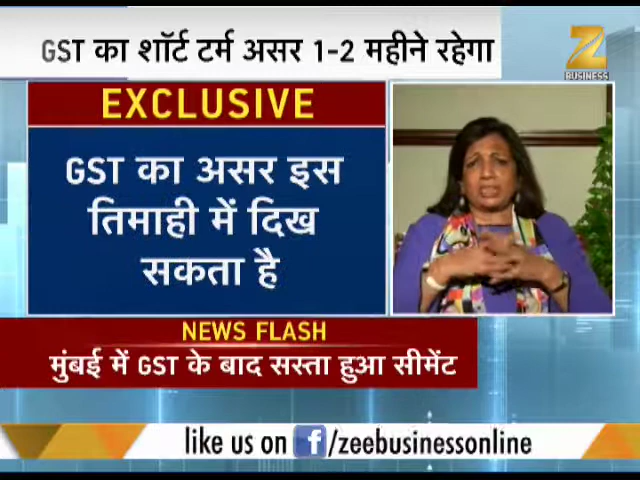 GST का शॉर्ट टर्म असर 1-2 महीने रहेगा
Z
BUSINESS
EXCLUSIVE
GST का असर इस
तिमाही में दिख
सकता है
NEWS FLASH
मुंबई में GST के बाद सस्ता हुआ सीमेंट
like us on f/zeebusinessonline